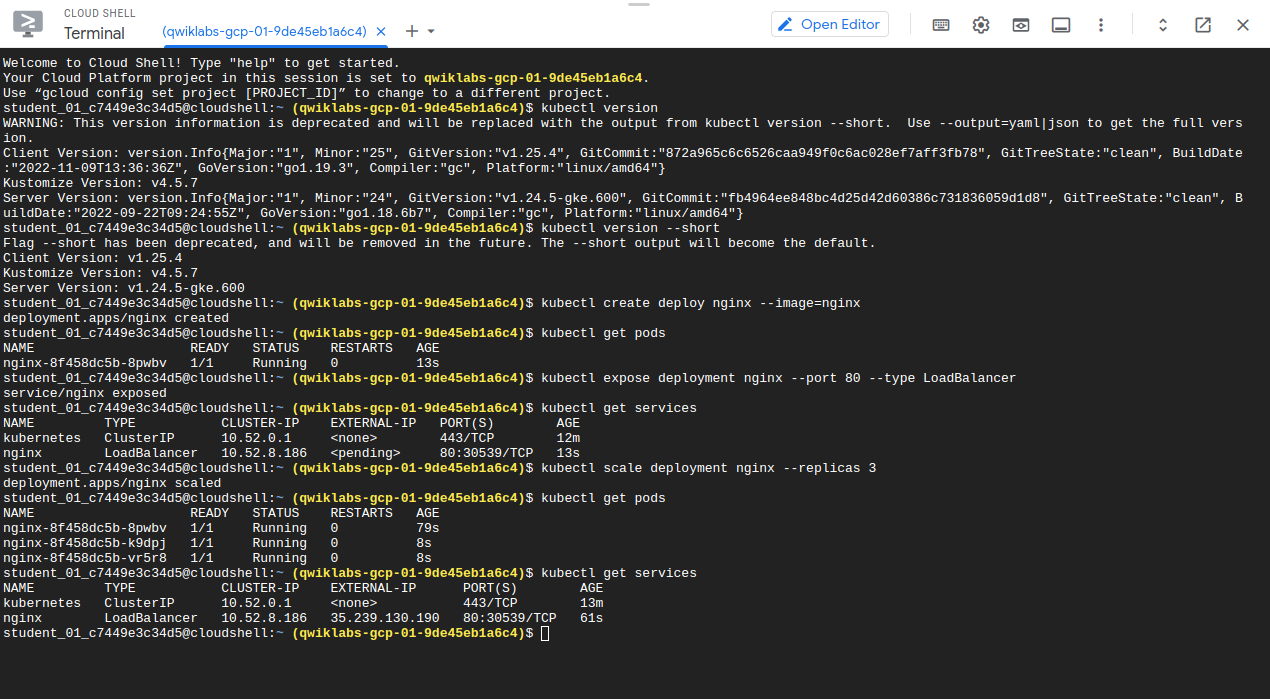 CLOUD SHELL
Terminal
(qwiklabs-gcp-01-9de45eb1a6c4)
Open Editor
Welcome to Cloud Shell! Type "help" to get started.
Your Cloud Platform project in this session is set to qwiklabs-gcp-01-9de45eb1a6c4.
Use “gcloud config set project [PROJECT_ID]” to change to a different project.
student_01_c7449e3c34d5@cloudshell:~ (qwiklabs-gcp-01-9de45eb1a6c4)$ kubectl version
WARNING: This version information is deprecated and will be replaced with the output from kubectl version --short.  Use --output=yaml|json to get the full vers
ion.
Client Version: version.Info{Major:"1", Minor:"25", GitVersion:"v1.25.4", GitCommit:"872a965c6c6526caa949f0c6ac028ef7aff3fb78", GitTreeState:"clean", BuildDate
:"2022-11-09T13:36:36Z", GoVersion:"go1.19.3", Compiler:"gc", Platform:"linux/amd64"}
Kustomize Version: v4.5.7
Server Version: version.Info{Major:"1", Minor:"24", GitVersion:"v1.24.5-gke.600", GitCommit:"fb4964ee848bc4d25d42d60386c731836059d1d8", GitTreeState:"clean", B
uildDate:"2022-09-22T09:24:55Z", GoVersion:"go1.18.6b7", Compiler:"gc", Platform:"linux/amd64"}
student_01_c7449e3c34d5@cloudshell:~ (qwiklabs-gcp-01-9de45eb1a6c4)$ kubectl version --short
Flag --short has been deprecated, and will be removed in the future. The --short output will become the default.
Client Version: v1.25.4
Kustomize Version: v4.5.7
Server Version: v1.24.5-gke.600
student_01_c7449e3c34d5@cloudshell:~ (qwiklabs-gcp-01-9de45eb1a6c4)$ kubectl create deploy nginx --image=nginx
deployment.apps/nginx created
student_01_c7449e3c34d5@cloudshell:~ (qwiklabs-gcp-01-9de45eb1a6c4)$ kubectl get pods
NAME                    READY   STATUS    RESTARTS   AGE
nginx-8f458dc5b-8pwbv   1/1     Running   0          13s
student_01_c7449e3c34d5@cloudshell:~ (qwiklabs-gcp-01-9de45eb1a6c4)$ kubectl expose deployment nginx --port 80 --type LoadBalancer
service/nginx exposed
student_01_c7449e3c34d5@cloudshell:~ (qwiklabs-gcp-01-9de45eb1a6c4)$ kubectl get services
NAME         TYPE           CLUSTER-IP    EXTERNAL-IP   PORT(S)        AGE
kubernetes   ClusterIP      10.52.0.1     <none>        443/TCP        12m
nginx        LoadBalancer   10.52.8.186   <pending>     80:30539/TCP   13s
student_01_c7449e3c34d5@cloudshell:~ (qwiklabs-gcp-01-9de45eb1a6c4)$ kubectl scale deployment nginx --replicas 3
deployment.apps/nginx scaled
student_01_c7449e3c34d5@cloudshell:~ (qwiklabs-gcp-01-9de45eb1a6c4)$ kubectl get pods
NAME                    READY   STATUS    RESTARTS   AGE
nginx-8f458dc5b-8pwbv   1/1     Running   0          79s
nginx-8f458dc5b-k9dpj   1/1     Running   0          8s
nginx-8f458dc5b-vr5r8   1/1     Running   0          8s
student_01_c7449e3c34d5@cloudshell:~ (qwiklabs-gcp-01-9de45eb1a6c4)$ kubectl get services
NAME         TYPE           CLUSTER-IP    EXTERNAL-IP      PORT(S)        AGE
kubernetes   ClusterIP      10.52.0.1     <none>           443/TCP        13m
nginx        LoadBalancer   10.52.8.186   35.239.130.190   80:30539/TCP   61s
student_01_c7449e3c34d5@cloudshell:~ (qwiklabs-gcp-01-9de45eb1a6c4)$